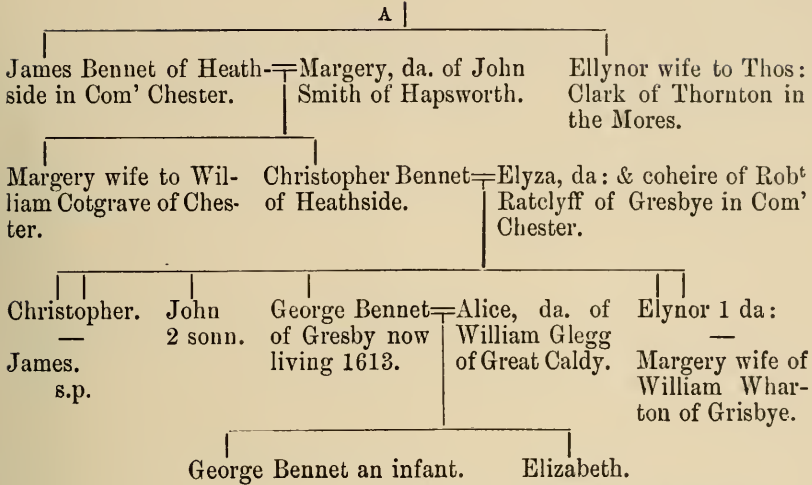 A
James Bennet of Heath-
side in Com' Chester.
Margery, da. of John
Smith of Hapsworth.
Ellynor wife to Thos:
Clark of Thornton in
the Mores.
Margery wife to Wil-
liam Cotgrave of Ches-
ter.
Christopher Bennet
of Heathside.
Elyza, da: & coheire of Robᵗ
Ratclyff of Gresbye in Com'
Chester.
Christopher.
—
James.
s.p.
John
2 sonn.
George Bennet
of Gresby now
living 1613.
Alice, da. of
William Glegg
of Great Caldy.
Elynor 1 da:
—
Margery wife of
William Whar-
ton of Grisbye.
George Bennet an infant.
Elizabeth.